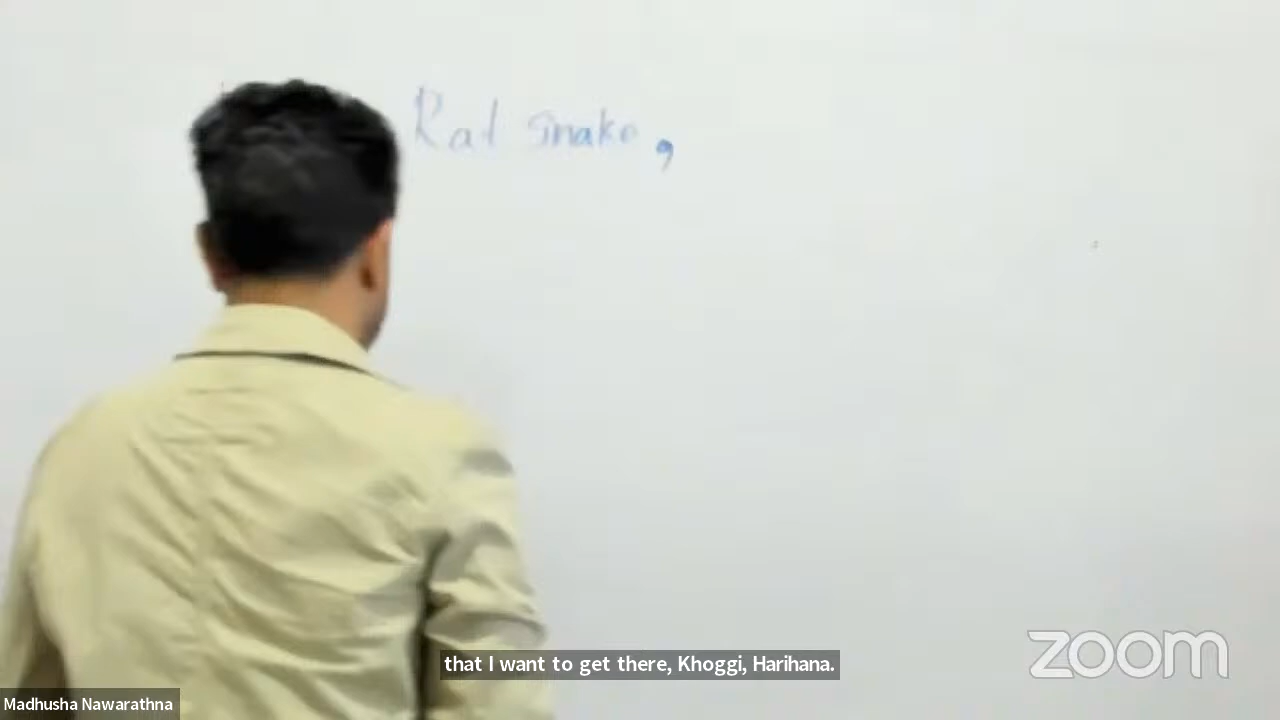 Rat snake,
that I want to get there, Khoggi, Harihana.
zoom
Madhusha Nawarathna